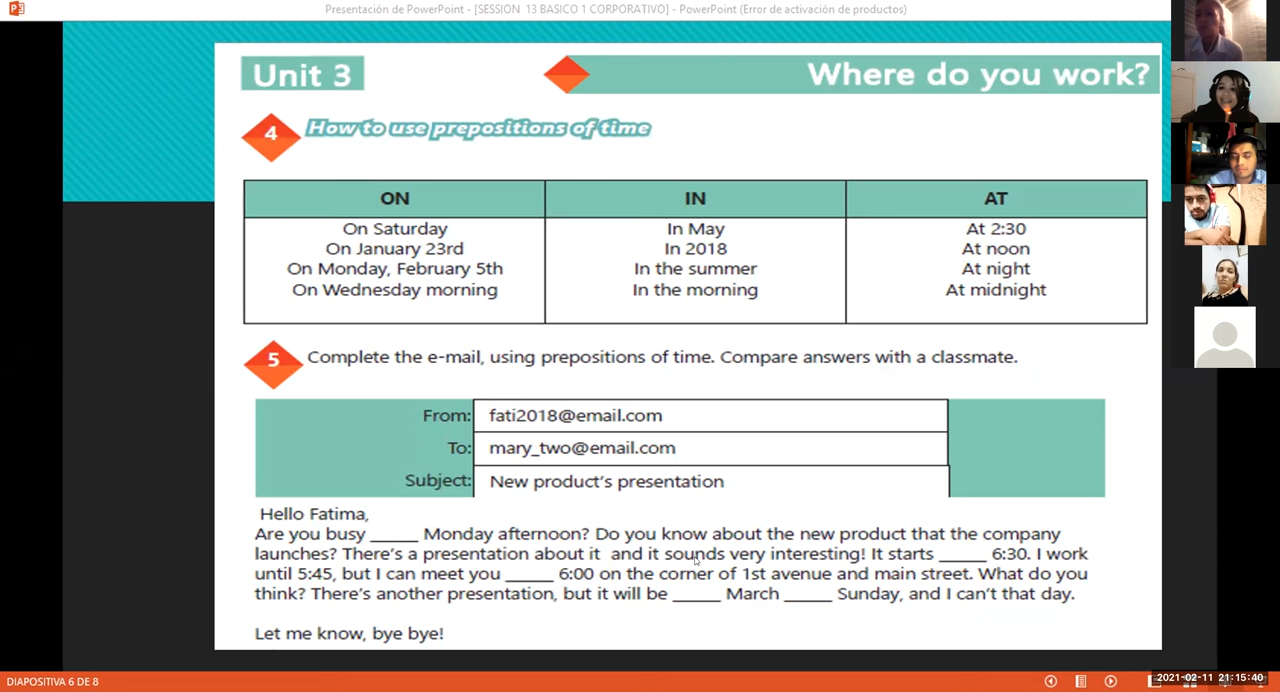 Presentación de PowerPoint - [SESSION 13 BASICO 1 CORPORATIVO] - PowerPoint (Error de activación de productos)
Unit 3
Where do you work?
4 How to use prepositions of time
ON IN AT
On Saturday In May At 2:30
On January 23rd In 2018 At noon
On Monday, February 5th In the summer At night
On Wednesday morning In the morning At midnight
5 Complete the e-mail, using prepositions of time. Compare answers with a classmate.
From: fati2018@email.com
To: mary_two@email.com
Subject: New product's presentation
Hello Fatima,
Are you busy _____ Monday afternoon? Do you know about the new product that the company
launches? There's a presentation about it and it sounds very interesting! It starts _____ 6:30. I work
until 5:45, but I can meet you _____ 6:00 on the corner of 1st avenue and main street. What do you
think? There's another presentation, but it will be _____ March _____ Sunday, and I can't that day.
Let me know, bye bye!
DIAPOSITIVA 6 DE 8
2021-02-11 21:15:40